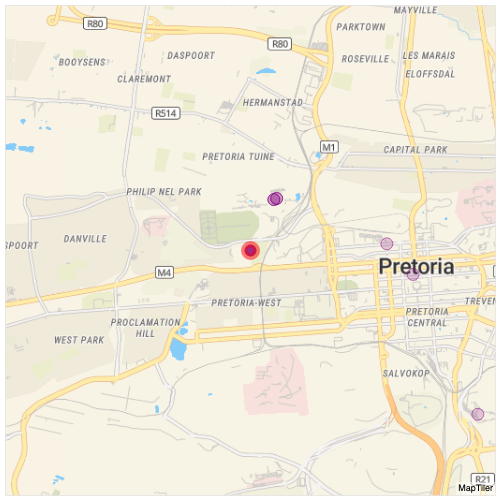 MAYVILLE
R80
PARKTOWN
R80
DASPOORT
LES MARAIS
BOOYSENS
ROSEVILLE
CLAREMONT
ELOFFSDAL
HERMANSTAD
R514
M1
CAPITAL PARK
PRETORIA TUINE
PHILIP NEL PARK
SPOORT
DANVILLE
Pretoria
M4
PRETORIA-WEST
TREVEN
PROCLAMATION
HILL
PRETORIA
CENTRAL
WEST PARK
SALVOKOP
R21
MapTiler